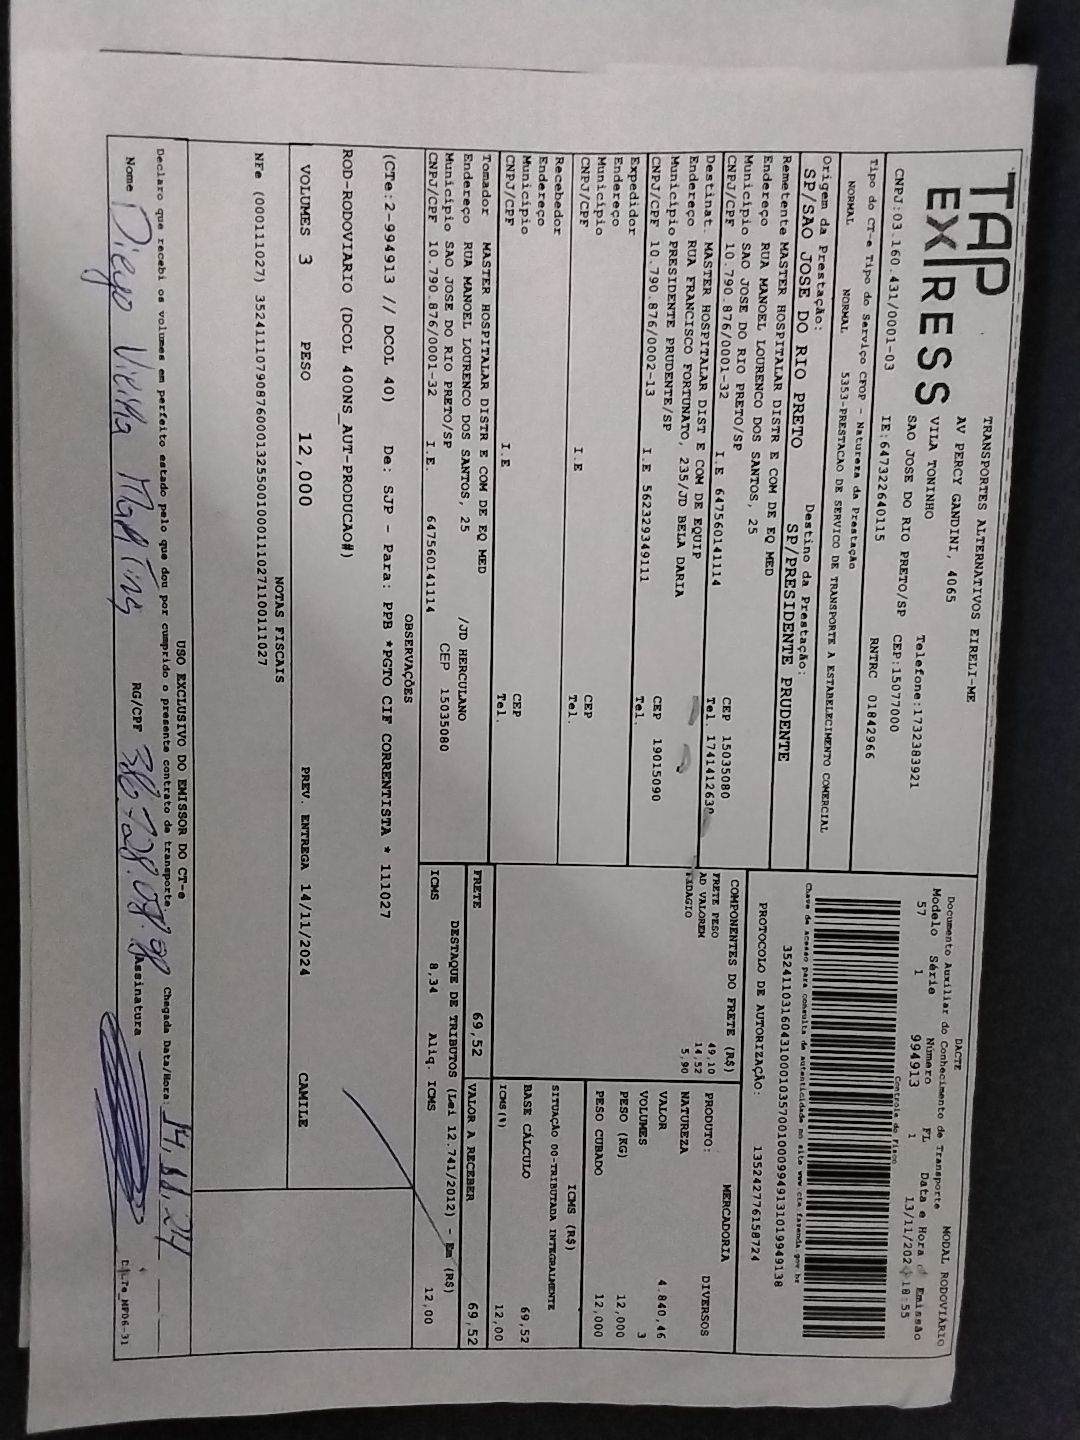 TAP
EXPRESS
TRANSPORTES ALTERNATIVOS EIRELI-ME
AV PERCY GANDINI, 4065
VILA TONINHO Telefone:1732383921
SAO JOSE DO RIO PRETO/SP CEP:15077000
CNPJ:03.160.431/0001-03 IE:647322640115 RNTRC 01842966
Tipo do CT-e Tipo do Serviço CFOP - Natureza da Prestação
NORMAL NORMAL 5353-PRESTACAO DE SERVICO DE TRANSPORTE A ESTABELECIMENTO COMERCIAL
Origem da Prestação: Destino da Prestação:
SP/SAO JOSE DO RIO PRETO SP/PRESIDENTE PRUDENTE
Remetente MASTER HOSPITALAR DISTR E COM DE EQ MED
Endereço RUA MANOEL LOURENCO DOS SANTOS, 25
Município SAO JOSE DO RIO PRETO/SP CEP 15035080
CNPJ/CPF 10.790.876/0001-32 I.E 647560141114 Tel. 1741412630
Destinat. MASTER HOSPITALAR DIST E COM DE EQUIP
Endereço RUA FRANCISCO FORTUNATO, 235/JD BELA DARIA
Município PRESIDENTE PRUDENTE/SP CEP 19015090
CNPJ/CPF 10.790.876/0002-13 I.E 562329349111 Tel.
Expedidor
Endereço
Município CEP
CNPJ/CPF I.E Tel.
Recebedor
Endereço
Município CEP
CNPJ/CPF I.E Tel.
Tomador MASTER HOSPITALAR DISTR E COM DE EQ MED
Endereço RUA MANOEL LOURENCO DOS SANTOS, 25 /JD HERCULANO
Município SAO JOSE DO RIO PRETO/SP CEP 15035080
CNPJ/CPF 10.790.876/0001-32 I.E. 647560141114
DACTE MODAL RODOVIÁRIO
Documento Auxiliar do Conhecimento de Transporte
Modelo Série Número FL Data e Hora Emissão
57 1 994913 1 13/11/2024 18:55
Controle do Fisco
Chave de acesso para consulta de autenticidade no site www.cte.fazenda.gov.br
35241103160431000103570010009949131019949138
PROTOCOLO DE AUTORIZAÇÃO: 135242776158724
COMPONENTES DO FRETE (R$)
FRETE PESO 49,10
AD VALOREM 14,52
PEDAGIO 5,90
MERCADORIA
PRODUTO: DIVERSOS
NATUREZA
VALOR 4.840,46
VOLUMES 3
PESO (KG) 12,000
PESO CUBADO 12,000
ICMS (R$)
SITUAÇÃO 00-TRIBUTADA INTEGRALMENTE
BASE CÁLCULO 69,52
ICMS(%) 12,00
FRETE 69,52 VALOR A RECEBER 69,52
DESTAQUE DE TRIBUTOS (Lei 12.741/2012) - Em (R$)
ICMS 8,34 Aliq. ICMS 12,00
OBSERVAÇÕES
(CTe:2-994913 // DCOL 40) De: SJP - Para: PPB *PGTO CIF CORRENTISTA * 111027
ROD-RODOVIARIO (DCOL 400NS_AUT-PRODUCAO#)
VOLUMES 3 PESO 12,000 PREV. ENTREGA 14/11/2024 CAMILE
NOTAS FISCAIS
NFe (000111027) 35241110790876000132550010001110271100111027
USO EXCLUSIVO DO EMISSOR DO CT-e
Declaro que recebi os volumes em perfeito estado pelo que dou por cumprido o presente contrato de transporte. Chegada Data/Hora: 14.11.24
Nome Diego Vieira Martins RG/CPF Assinatura